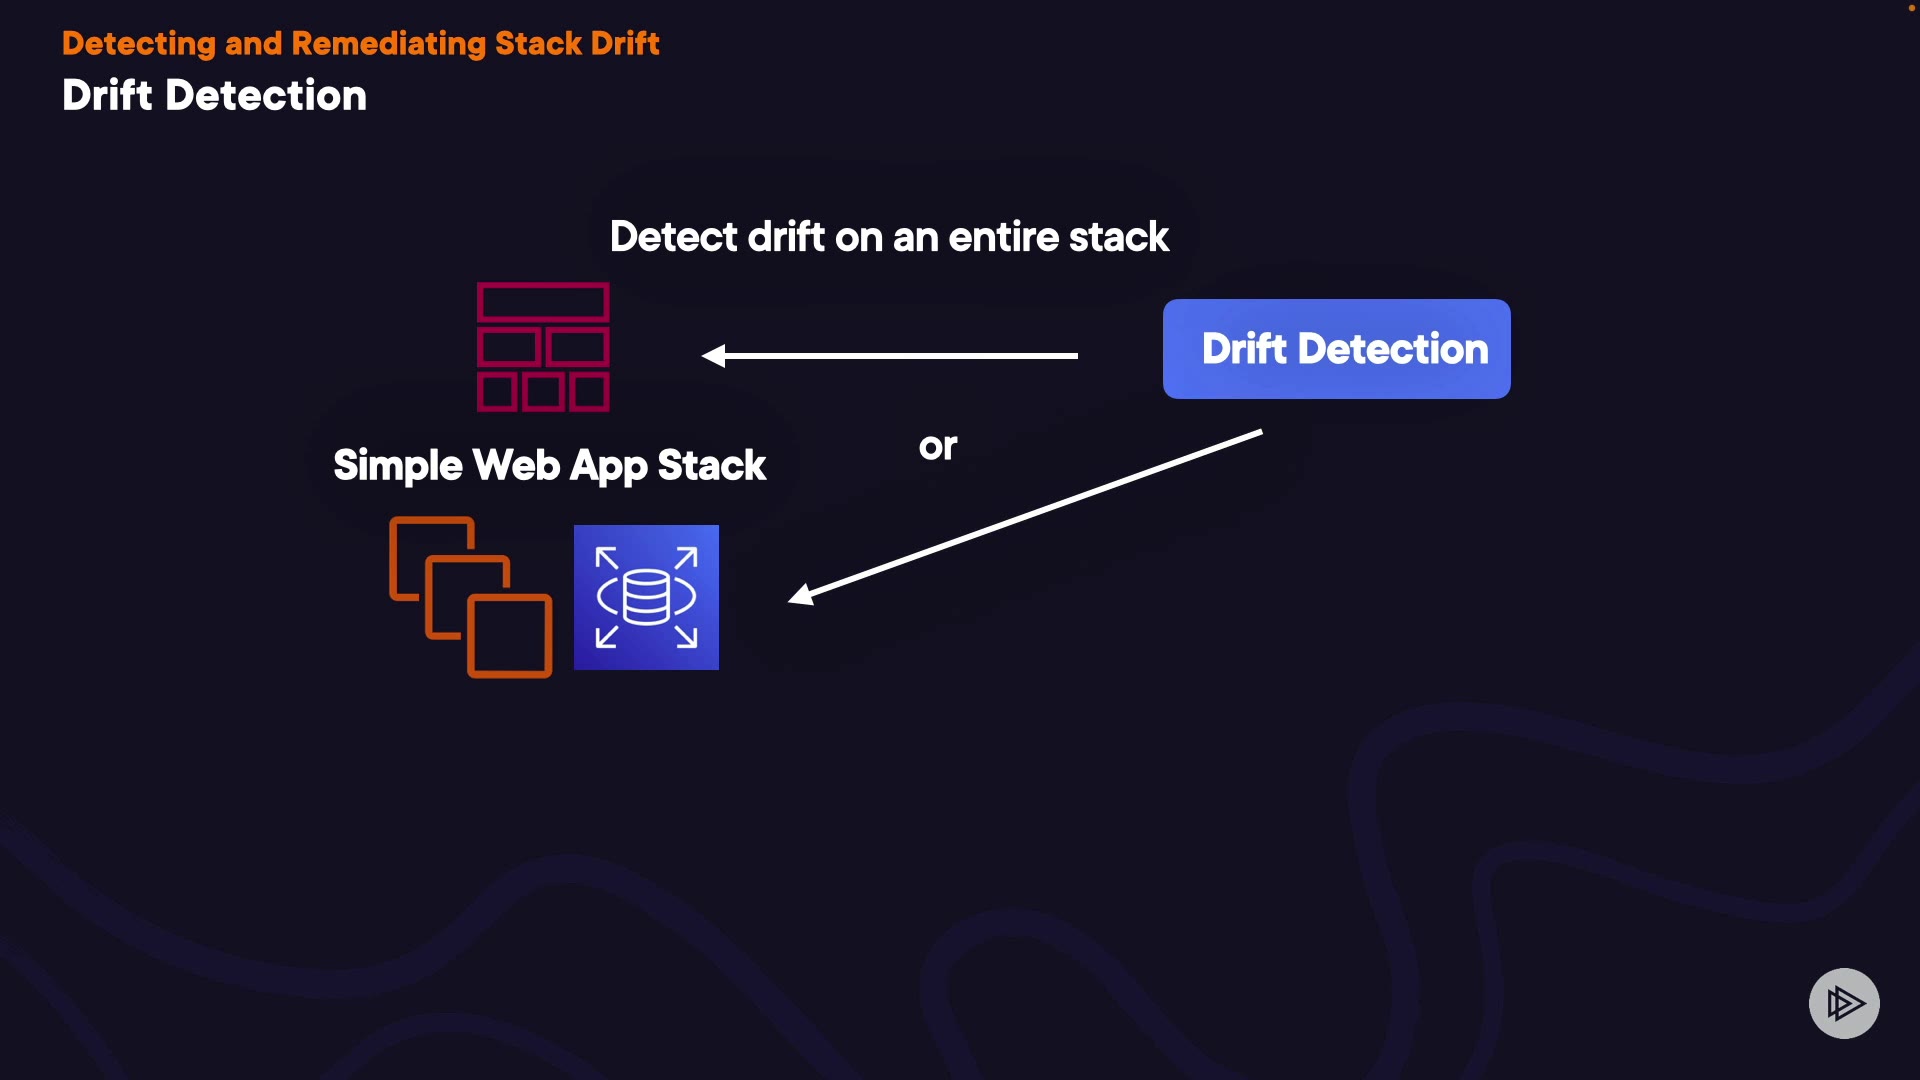 Detecting and Remediating Stack Drift
Drift Detection
Detect drift on an entire stack
Drift Detection
or
Simple Web App Stack